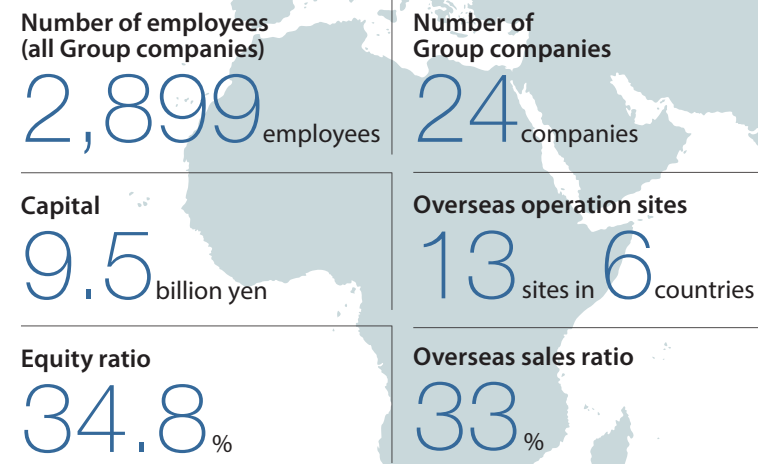 Number of employees
(all Group companies)
2,899 employees
Number of
Group companies
24 companies
Capital
9.5 billion yen
Overseas operation sites
13 sites in 6 countries
Equity ratio
34.8 %
Overseas sales ratio
33 %